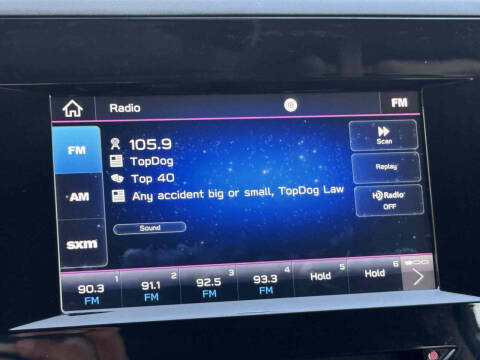 Radio
FM
FM
AM
sxm
105.9
TopDog
Top 40
Any accident big or small, TopDog Law
Sound
Scan
Replay
HD Radio
OFF
1
90.3
FM
2
91.1
FM
3
92.5
FM
4
93.3
FM
5
Hold
6
Hold